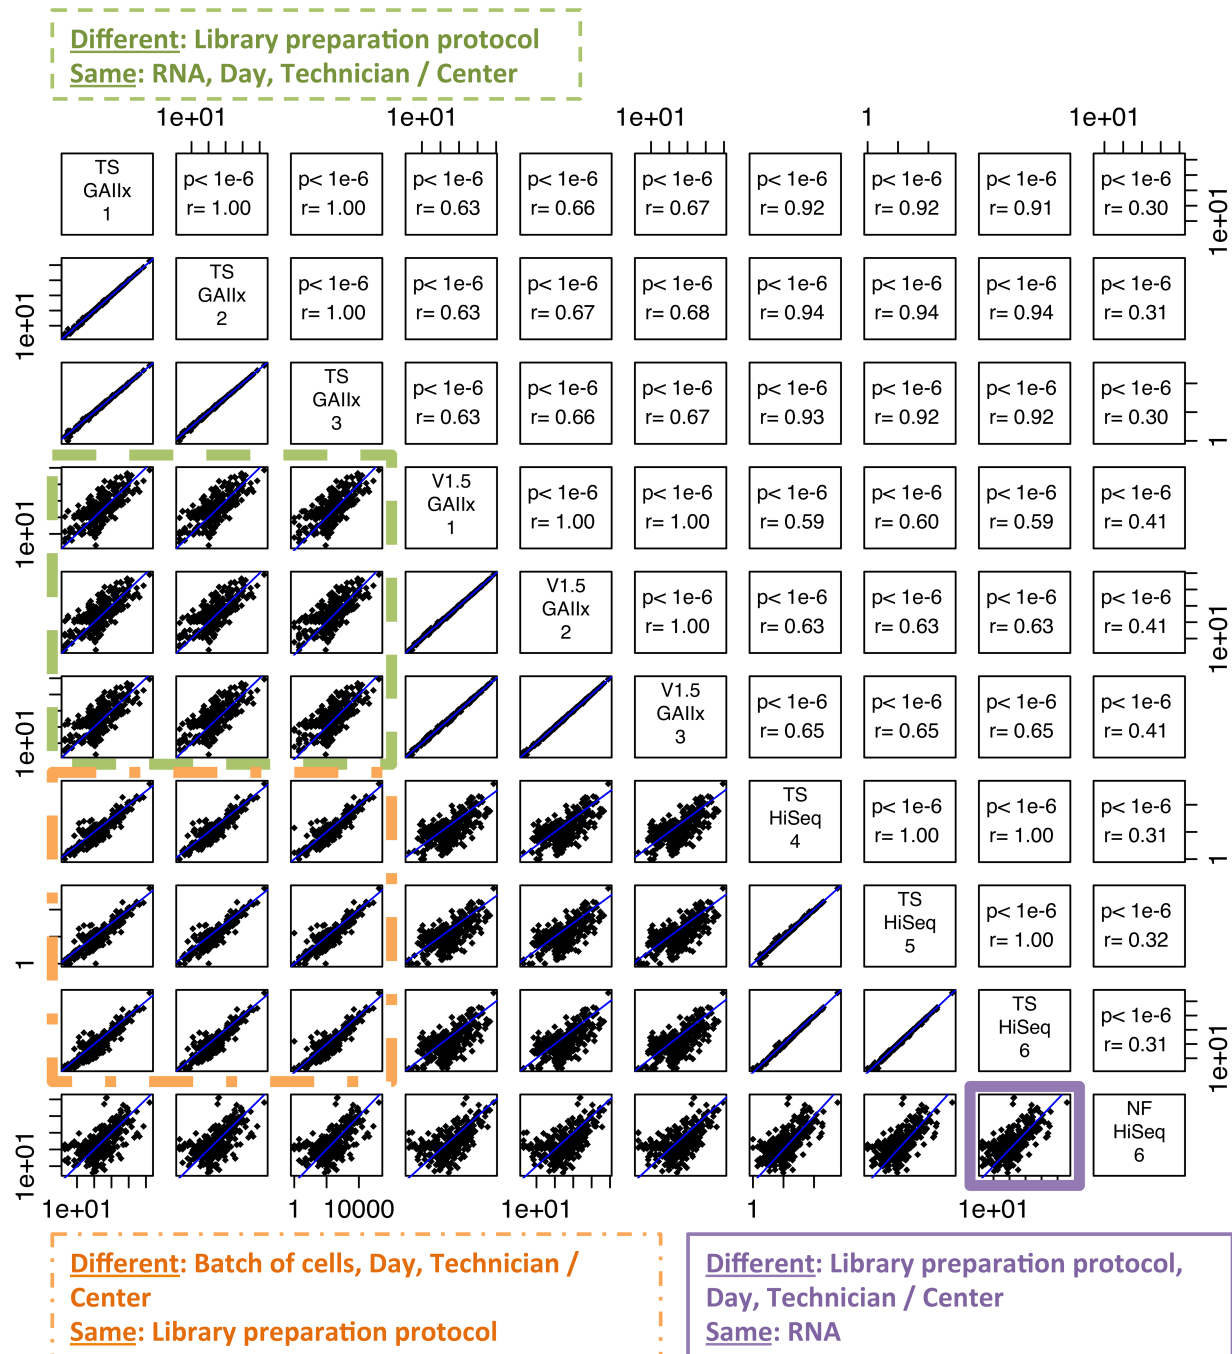 Different: Library preparation protocol
Same: RNA, Day, Technician / Center
1e+01 1e+01 1e+01 1 1e+01
TS GAIIx 1
p< 1e-6 r= 1.00
p< 1e-6 r= 1.00
p< 1e-6 r= 0.63
p< 1e-6 r= 0.66
p< 1e-6 r= 0.67
p< 1e-6 r= 0.92
p< 1e-6 r= 0.92
p< 1e-6 r= 0.91
p< 1e-6 r= 0.30
1e+01
1e+01
TS GAIIx 2
p< 1e-6 r= 1.00
p< 1e-6 r= 0.63
p< 1e-6 r= 0.67
p< 1e-6 r= 0.68
p< 1e-6 r= 0.94
p< 1e-6 r= 0.94
p< 1e-6 r= 0.94
p< 1e-6 r= 0.31
TS GAIIx 3
p< 1e-6 r= 0.63
p< 1e-6 r= 0.66
p< 1e-6 r= 0.67
p< 1e-6 r= 0.93
p< 1e-6 r= 0.92
p< 1e-6 r= 0.92
p< 1e-6 r= 0.30
1
1e+01
V1.5 GAIIx 1
p< 1e-6 r= 1.00
p< 1e-6 r= 1.00
p< 1e-6 r= 0.59
p< 1e-6 r= 0.60
p< 1e-6 r= 0.59
p< 1e-6 r= 0.41
V1.5 GAIIx 2
p< 1e-6 r= 1.00
p< 1e-6 r= 0.63
p< 1e-6 r= 0.63
p< 1e-6 r= 0.63
p< 1e-6 r= 0.41
1e+01
1e+01
V1.5 GAIIx 3
p< 1e-6 r= 0.65
p< 1e-6 r= 0.65
p< 1e-6 r= 0.65
p< 1e-6 r= 0.41
TS HiSeq 4
p< 1e-6 r= 1.00
p< 1e-6 r= 1.00
p< 1e-6 r= 0.31
1
1
TS HiSeq 5
p< 1e-6 r= 1.00
p< 1e-6 r= 0.32
TS HiSeq 6
p< 1e-6 r= 0.31
1e+01
1e+01
NF HiSeq 6
1e+01 1 10000 1e+01 1 1e+01
Different: Batch of cells, Day, Technician /
Center
Same: Library preparation protocol
Different: Library preparation protocol,
Day, Technician / Center
Same: RNA